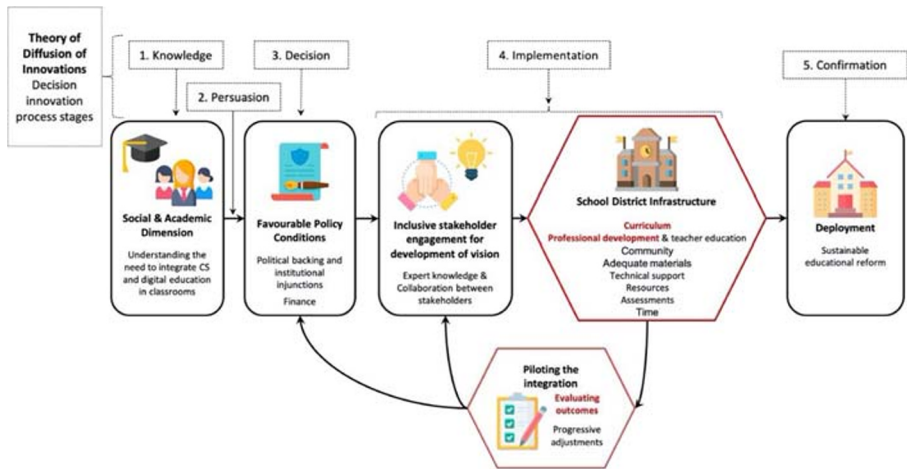 Theory of
Diffusion of
Innovations
Decision
innovation
process stages
1. Knowledge
2. Persuasion
3. Decision
4. Implementation
5. Confirmation
Social & Academic
Dimension
Understanding the
need to integrate CS
and digital education
in classrooms
Favourable Policy
Conditions
Political backing and
institutional
injunctions
Finance
Inclusive stakeholder
engagement for
development of vision
Expert knowledge &
Collaboration between
stakeholders
School District Infrastructure
Curriculum
Professional development & teacher education
Community
Adequate materials
Technical support
Resources
Assessments
Time
Deployment
Sustainable
educational reform
Piloting the
integration
Evaluating
outcomes
Progressive
adjustments